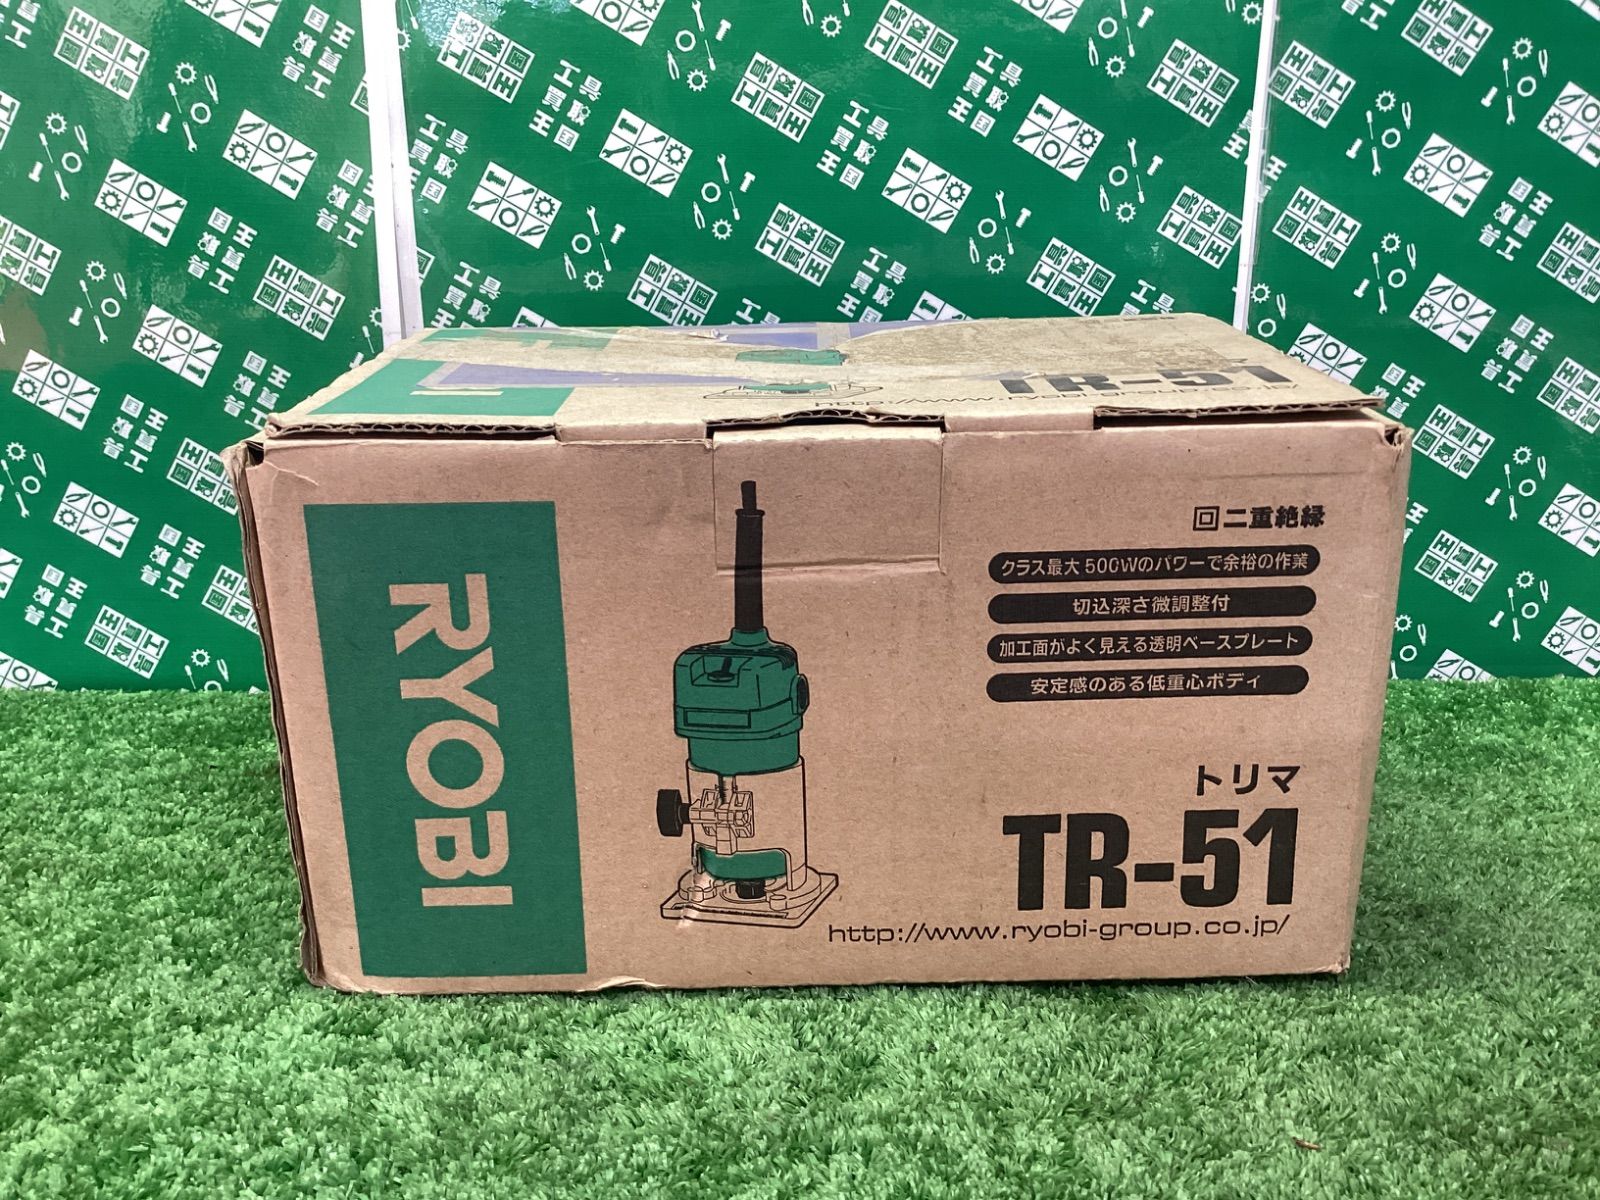 TR-51
http://www.ryobi-group.co.jp/
RYOBI
回二重絶縁
クラス最大500Wのパワーで余裕の作業
切込深さ微調整付
加工面がよく見える透明ベースプレート
安定感のある低重心ボディ
トリマ
TR-51
http://www.ryobi-group.co.jp/
工具
買取
王国